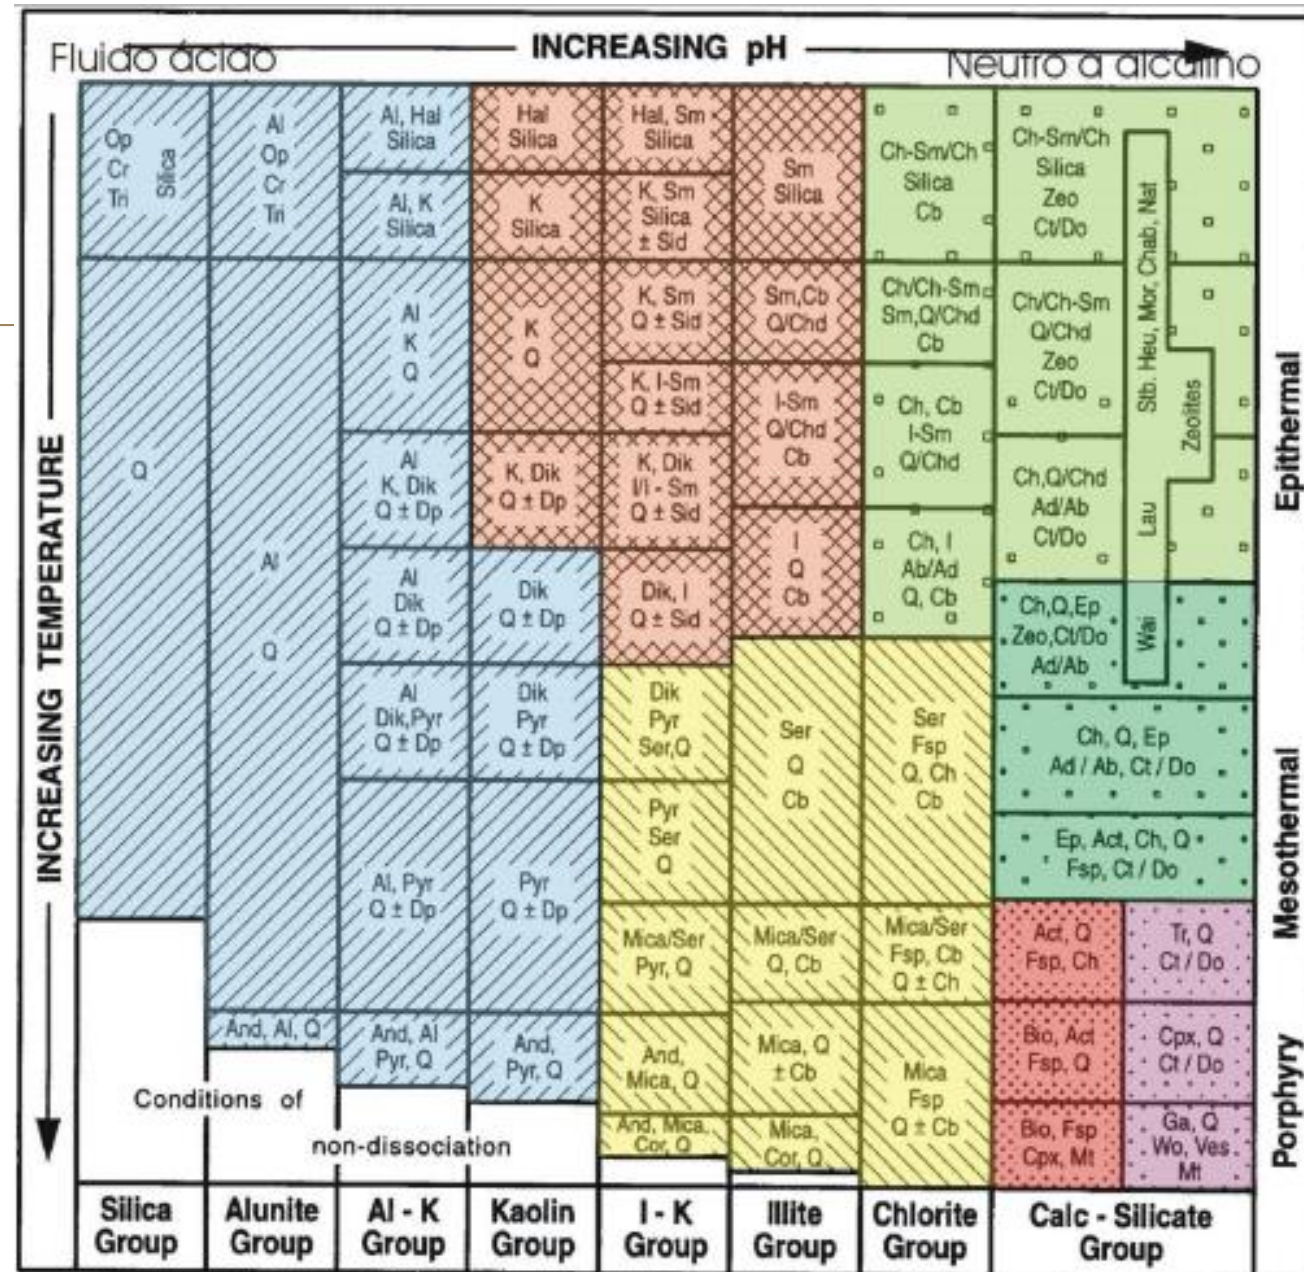 Fluido ácido
INCREASING pH
Neutro a alcalino
INCREASING TEMPERATURE
Op
Cr
Tri
Silica
Q
Al
Op
Cr
Tri
Al
Q
And, Al, Q
Al, Hal
Silica
Al, K
Silica
Al
K
Q
Al
K, Dik
Q ± Dp
Al
Dik
Q ± Dp
Al
Dik,Pyr
Q ± Dp
Al, Pyr
Q ± Dp
And, Al
Pyr, Q
Hal
Silica
K
Silica
K
Q
K, Dik
Q ± Dp
Dik
Q ± Dp
Dik
Pyr
Q ± Dp
Pyr
Q ± Dp
And,
Pyr, Q
Hal, Sm
Silica
K, Sm
Silica
± Sid
K, Sm
Q ± Sid
K, I-Sm
Q ± Sid
K, Dik
I/I - Sm
Q ± Sid
Dik, I
Q ± Sid
Dik
Pyr
Ser,Q
Pyr
Ser
Q
Mica/Ser
Pyr, Q
And,
Mica, Q
And, Mica,
Cor, Q
Sm
Silica
Sm,Cb
Q/Chd
I-Sm
Q/Chd
Cb
I
Q
Cb
Ser
Q
Cb
Mica/Ser
Q, Cb
Mica, Q
± Cb
Mica,
Cor, Q
Ch-Sm/Ch
Silica
Cb
Ch/Ch-Sm
Sm,Q/Chd
Cb
Ch, Cb
I-Sm
Q/Chd
Ch, I
Ab/Ad
Q, Cb
Ser
Fsp
Q, Ch
Cb
Mica/Ser
Fsp, Cb
Q ± Ch
Mica
Fsp
Q ± Cb
Ch-Sm/Ch
Silica
Zeo
Ct/Do
Ch/Ch-Sm
Q/Chd
Zeo
Ct/Do
Ch,Q/Chd
Ad/Ab
Ct/Do
Ch,Q,Ep
Zeo,Ct/Do
Ad/Ab
Stb. Heu, Mor, Chab, Nat
Zeolites
Lau
Wai
Ch, Q, Ep
Ad / Ab, Ct / Do
Ep, Act, Ch, Q
Fsp, Ct / Do
Act, Q
Fsp, Ch
Tr, Q
Ct / Do
Bio, Act
Fsp, Q
Cpx, Q
Ct / Do
Bio, Fsp
Cpx, Mt
Ga, Q
Wo, Ves
Mt
Epithermal
Mesothermal
Porphyry
Conditions of
non-dissociation
Silica
Group
Alunite
Group
Al - K
Group
Kaolin
Group
I - K
Group
Illite
Group
Chlorite
Group
Calc - Silicate
Group